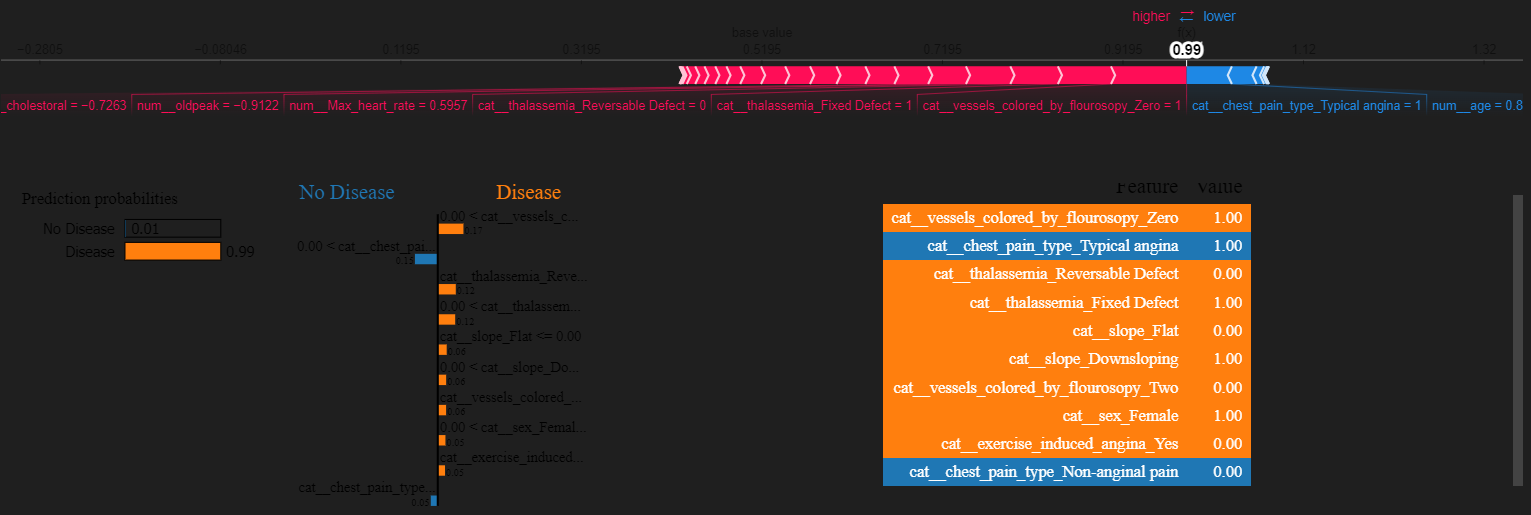 higher ⇄ lower
base value
f(x)
−0.2805 −0.08046 0.1195 0.3195 0.5195 0.7195 0.9195 0.99 1.12 1.32
_cholestoral = −0.7263 num__oldpeak = −0.9122 num__Max_heart_rate = 0.5957 cat__thalassemia_Reversable Defect = 0 cat__thalassemia_Fixed Defect = 1 cat__vessels_colored_by_flourosopy_Zero = 1 cat__chest_pain_type_Typical angina = 1 num__age = 0.8
Prediction probabilities
No Disease 0.01
Disease 0.99
No Disease Disease
0.00 < cat__vessels_c...
0.17
0.00 < cat__chest_pai...
0.15
cat__thalassemia_Reve...
0.12
0.00 < cat__thalassem...
0.12
cat__slope_Flat <= 0.00
0.06
0.00 < cat__slope_Do...
0.06
cat__vessels_colored_...
0.06
0.00 < cat__sex_Femal...
0.05
cat__exercise_induced...
0.05
cat__chest_pain_type...
0.05
Feature Value
cat__vessels_colored_by_flourosopy_Zero 1.00
cat__chest_pain_type_Typical angina 1.00
cat__thalassemia_Reversable Defect 0.00
cat__thalassemia_Fixed Defect 1.00
cat__slope_Flat 0.00
cat__slope_Downsloping 1.00
cat__vessels_colored_by_flourosopy_Two 0.00
cat__sex_Female 1.00
cat__exercise_induced_angina_Yes 0.00
cat__chest_pain_type_Non-anginal pain 0.00